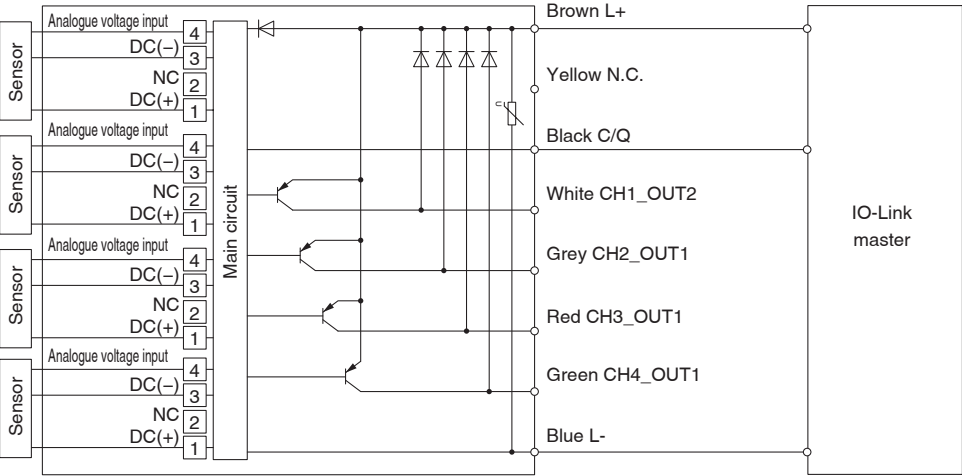 Sensor
Analogue voltage input
4
DC(−)
3
NC
2
DC(+)
1
Sensor
Analogue voltage input
4
DC(−)
3
NC
2
DC(+)
1
Sensor
Analogue voltage input
4
DC(−)
3
NC
2
DC(+)
1
Sensor
Analogue voltage input
4
DC(−)
3
NC
2
DC(+)
1
Main circuit
Brown L+
Yellow N.C.
Black C/Q
White CH1_OUT2
Grey CH2_OUT1
Red CH3_OUT1
Green CH4_OUT1
Blue L-
IO-Link
master